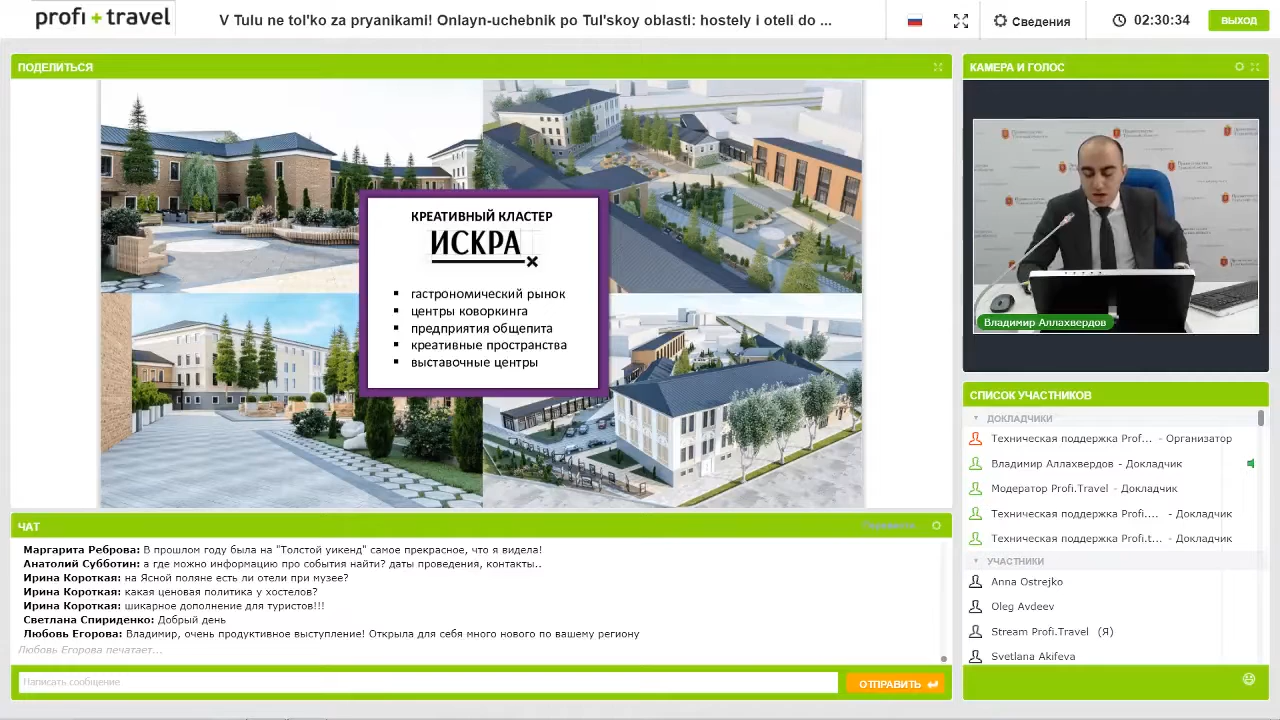 profi + travel
V Tulu ne tol'ko za pryanikami! Onlayn-uchebnik po Tul'skoy oblasti: hostely i oteli do ...
Сведения
02:30:34
ВЫХОД
ПОДЕЛИТЬСЯ
КРЕАТИВНЫЙ КЛАСТЕР
ИСКРА
▪ гастрономический рынок
▪ центры коворкинга
▪ предприятия общепита
▪ креативные пространства
▪ выставочные центры
КАМЕРА И ГОЛОС
Владимир Аллахвердов
СПИСОК УЧАСТНИКОВ
ДОКЛАДЧИКИ
Техническая поддержка Prof... - Организатор
Владимир Аллахвердов - Докладчик
Модератор Profi.Travel - Докладчик
Техническая поддержка Profi.... - Докладчик
Техническая поддержка Profi.t... - Докладчик
УЧАСТНИКИ
Anna Ostrejko
Oleg Avdeev
Stream Profi.Travel (Я)
Svetlana Akifeva
ЧАТ
Маргарита Реброва: В прошлом году была на "Толстой уикенд" самое прекрасное, что я видела!
Анатолий Субботин: а где можно информацию про события найти? даты проведения, контакты..
Ирина Короткая: на Ясной поляне есть ли отели при музее?
Ирина Короткая: какая ценовая политика у хостелов?
Ирина Короткая: шикарное дополнение для туристов!!!
Светлана Спириденко: Добрый день
Любовь Егорова: Владимир, очень продуктивное выступление! Открыла для себя много нового по вашему региону
Любовь Егорова печатает...
Написать сообщение
ОТПРАВИТЬ